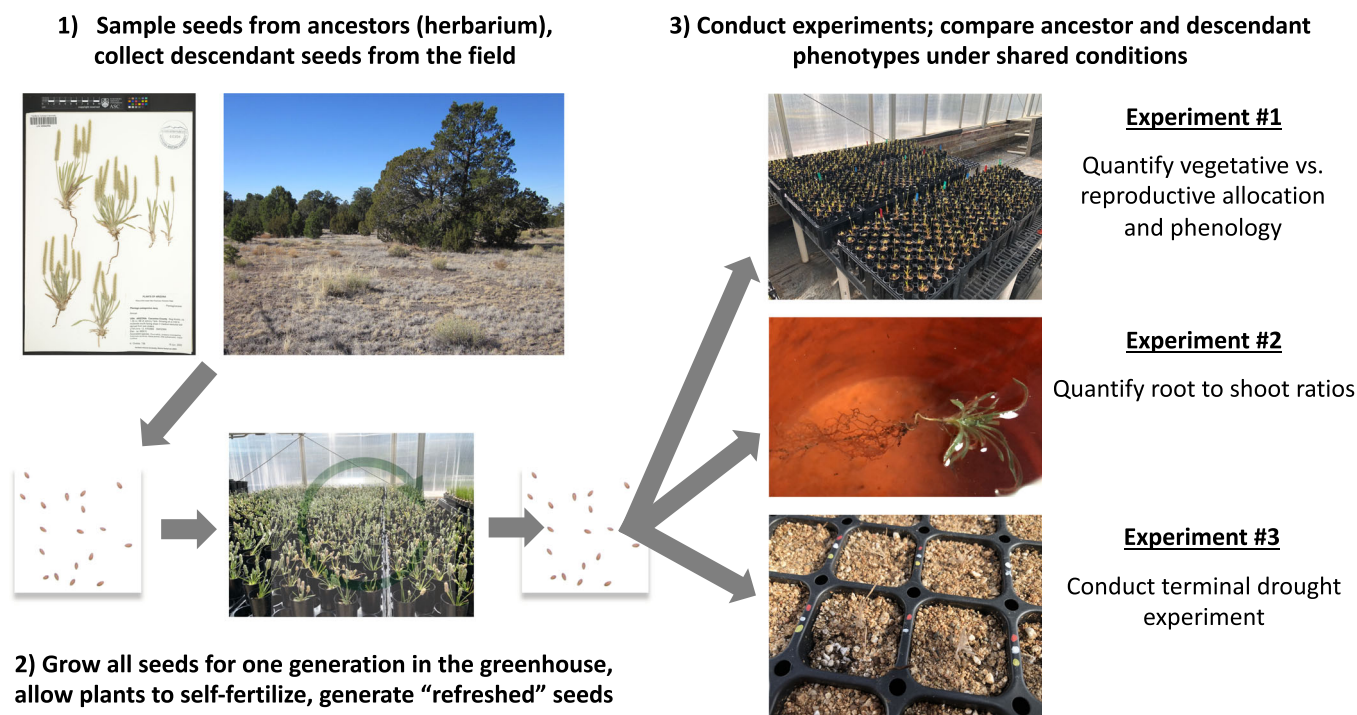 1) Sample seeds from ancestors (herbarium),
collect descendant seeds from the field
2) Grow all seeds for one generation in the greenhouse,
allow plants to self-fertilize, generate “refreshed” seeds
3) Conduct experiments; compare ancestor and descendant
phenotypes under shared conditions
Experiment #1
Quantify vegetative vs.
reproductive allocation
and phenology
Experiment #2
Quantify root to shoot ratios
Experiment #3
Conduct terminal drought
experiment